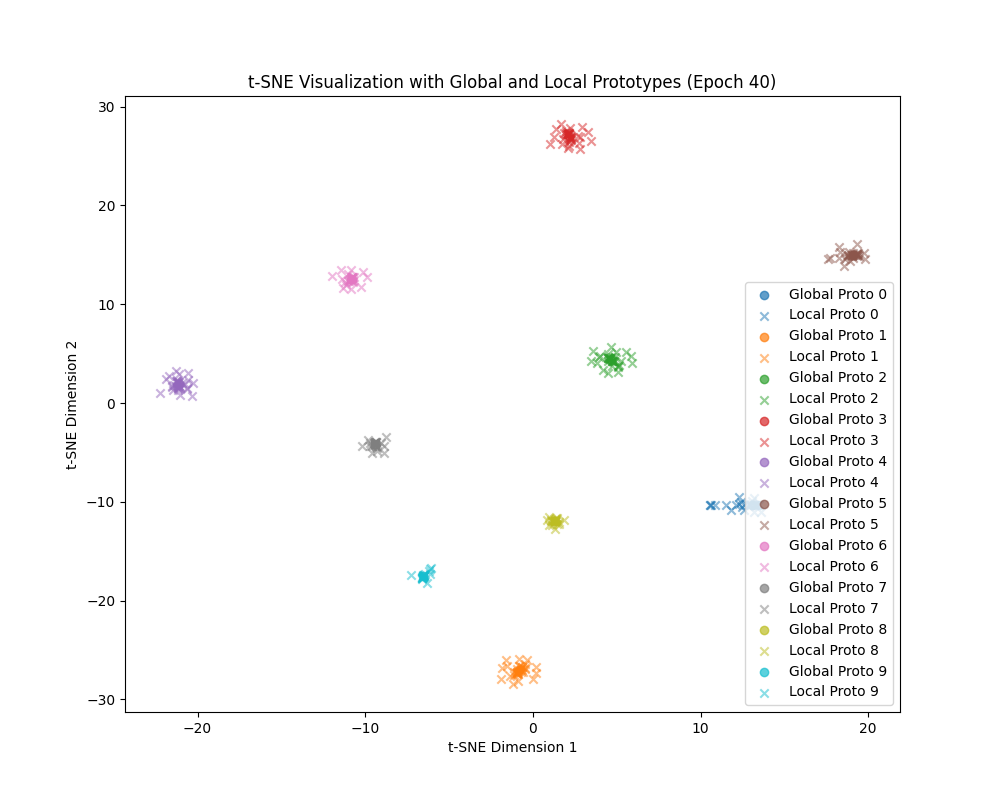 t-SNE Visualization with Global and Local Prototypes (Epoch 40)
30
20
10
0
−10
−20
−30
t-SNE Dimension 2
−20
−10
0
10
20
t-SNE Dimension 1
Global Proto 0
Local Proto 0
Global Proto 1
Local Proto 1
Global Proto 2
Local Proto 2
Global Proto 3
Local Proto 3
Global Proto 4
Local Proto 4
Global Proto 5
Local Proto 5
Global Proto 6
Local Proto 6
Global Proto 7
Local Proto 7
Global Proto 8
Local Proto 8
Global Proto 9
Local Proto 9